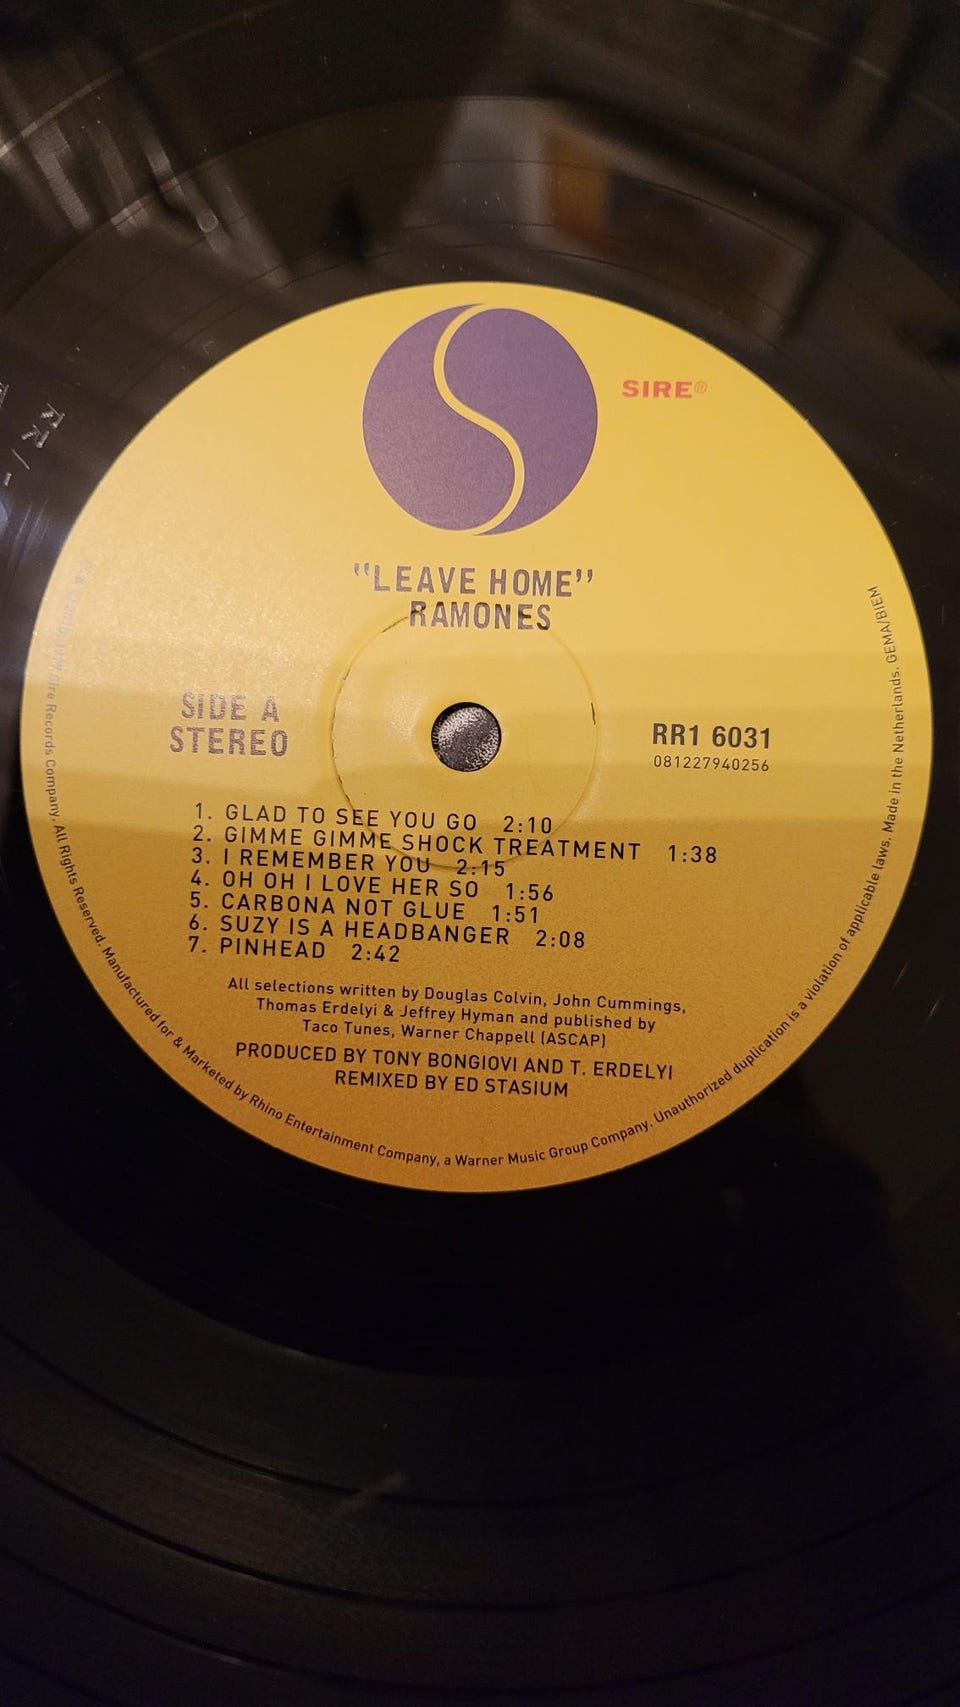 SIRE®
"LEAVE HOME"
RAMONES
SIDE A
STEREO
RR1 6031
081227940256
1. GLAD TO SEE YOU GO 2:10
2. GIMME GIMME SHOCK TREATMENT 1:38
3. I REMEMBER YOU 2:15
4. OH OH I LOVE HER SO 1:56
5. CARBONA NOT GLUE 1:51
6. SUZY IS A HEADBANGER 2:08
7. PINHEAD 2:42
All selections written by Douglas Colvin, John Cummings,
Thomas Erdelyi & Jeffrey Hyman and published by
Taco Tunes, Warner Chappell (ASCAP)
PRODUCED BY TONY BONGIOVI AND T. ERDELYI
REMIXED BY ED STASIUM
Sire Records Company. All Rights Reserved. Manufactured for & Marketed by Rhino Entertainment Company, a Warner Music Group Company. Unauthorized duplication is a violation of applicable laws. Made in the Netherlands. GEMA/BIEM
RR/-